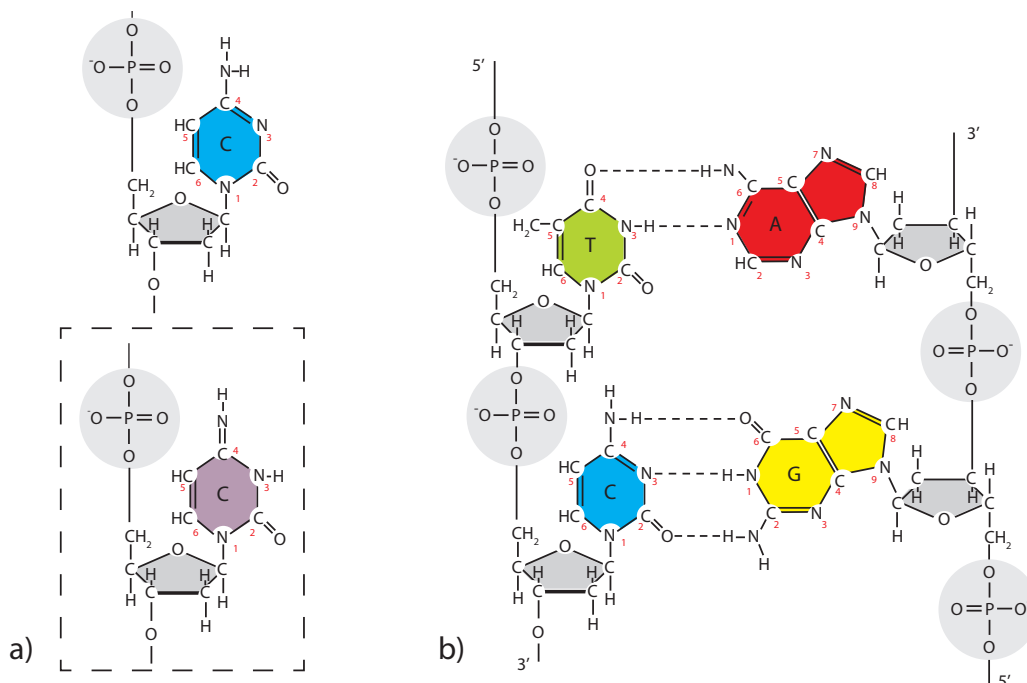 O
H
⁻O P O
N H
O
C 4
HC N
5 3
C
HC C
6 2
N O
1
CH2
O
C C
H H H H
C C
O H
O
H
⁻O P O
N
O
C 4
HC N H
5 3
C
HC C
6 2
N O
1
CH2
O
C C
H H H H
C C
O H
a)
5′
O
⁻O P O
O
O
C 4
H2C C N H
5 3
T
HC C
6 2
N O
1
CH2
O
C C
H H H H
C C
H
O
⁻O P O
O
H
N H
C 4
HC N
5 3
C
HC C
6 2
N O
1
CH2
O
C C
H H H H
C C
O H
3′
b)
3′
N
7
H N
5 C CH
C 8
6
N A N
1 C 9
4
HC N
2 3
C C
H H H
C C
H O
CH2
O
O P O⁻
O
N
O 7
C C CH
6 5 8
H N G N
1 C 9
4
C N
2 3
H N
H
C C
H H H
C C
H O
CH2
O
O P O
O
5′